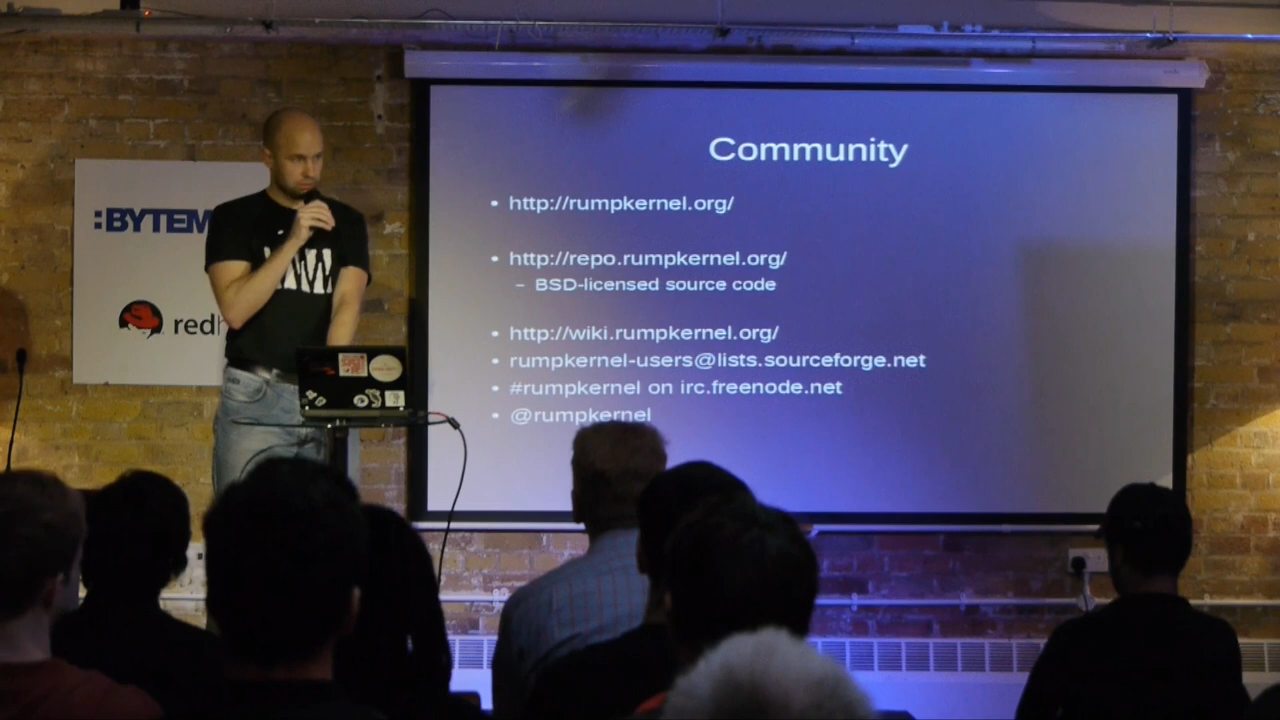 Community
• http://rumpkernel.org/
• http://repo.rumpkernel.org/
– BSD-licensed source code
• http://wiki.rumpkernel.org/
• rumpkernel-users@lists.sourceforge.net
• #rumpkernel on irc.freenode.net
• @rumpkernel
:BYTEM
redh